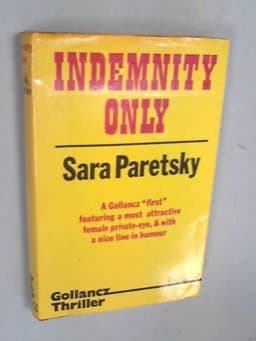 INDEMNITY
ONLY
Sara Paretsky
A Gollancz "first"
featuring a most attractive
female private-eye, & with
a nice line in humour
Gollancz
Thriller